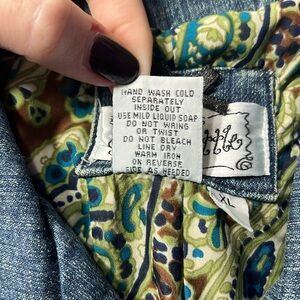 HAND WASH COLD
SEPARATELY
INSIDE OUT
USE MILD LIQUID SOAP
DO NOT WRING
OR TWIST
DO NOT BLEACH
LINE DRY
WARM IRON
ON REVERSE
SIDE AS NEEDED
XL